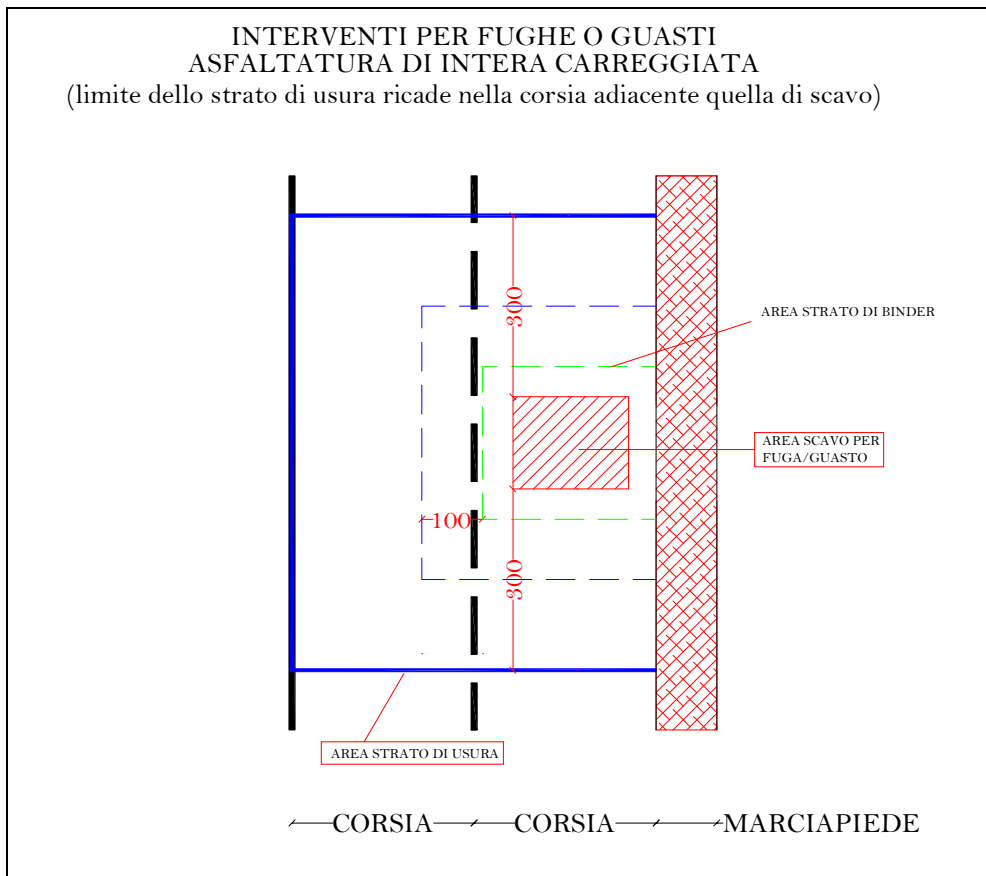 INTERVENTI PER FUGHE O GUASTI
ASFALTATURA DI INTERA CARREGGIATA
(limite dello strato di usura ricade nella corsia adiacente quella di scavo)
300
AREA STRATO DI BINDER
AREA SCAVO PER
FUGA/GUASTO
100
300
AREA STRATO DI USURA
CORSIA
CORSIA
MARCIAPIEDE